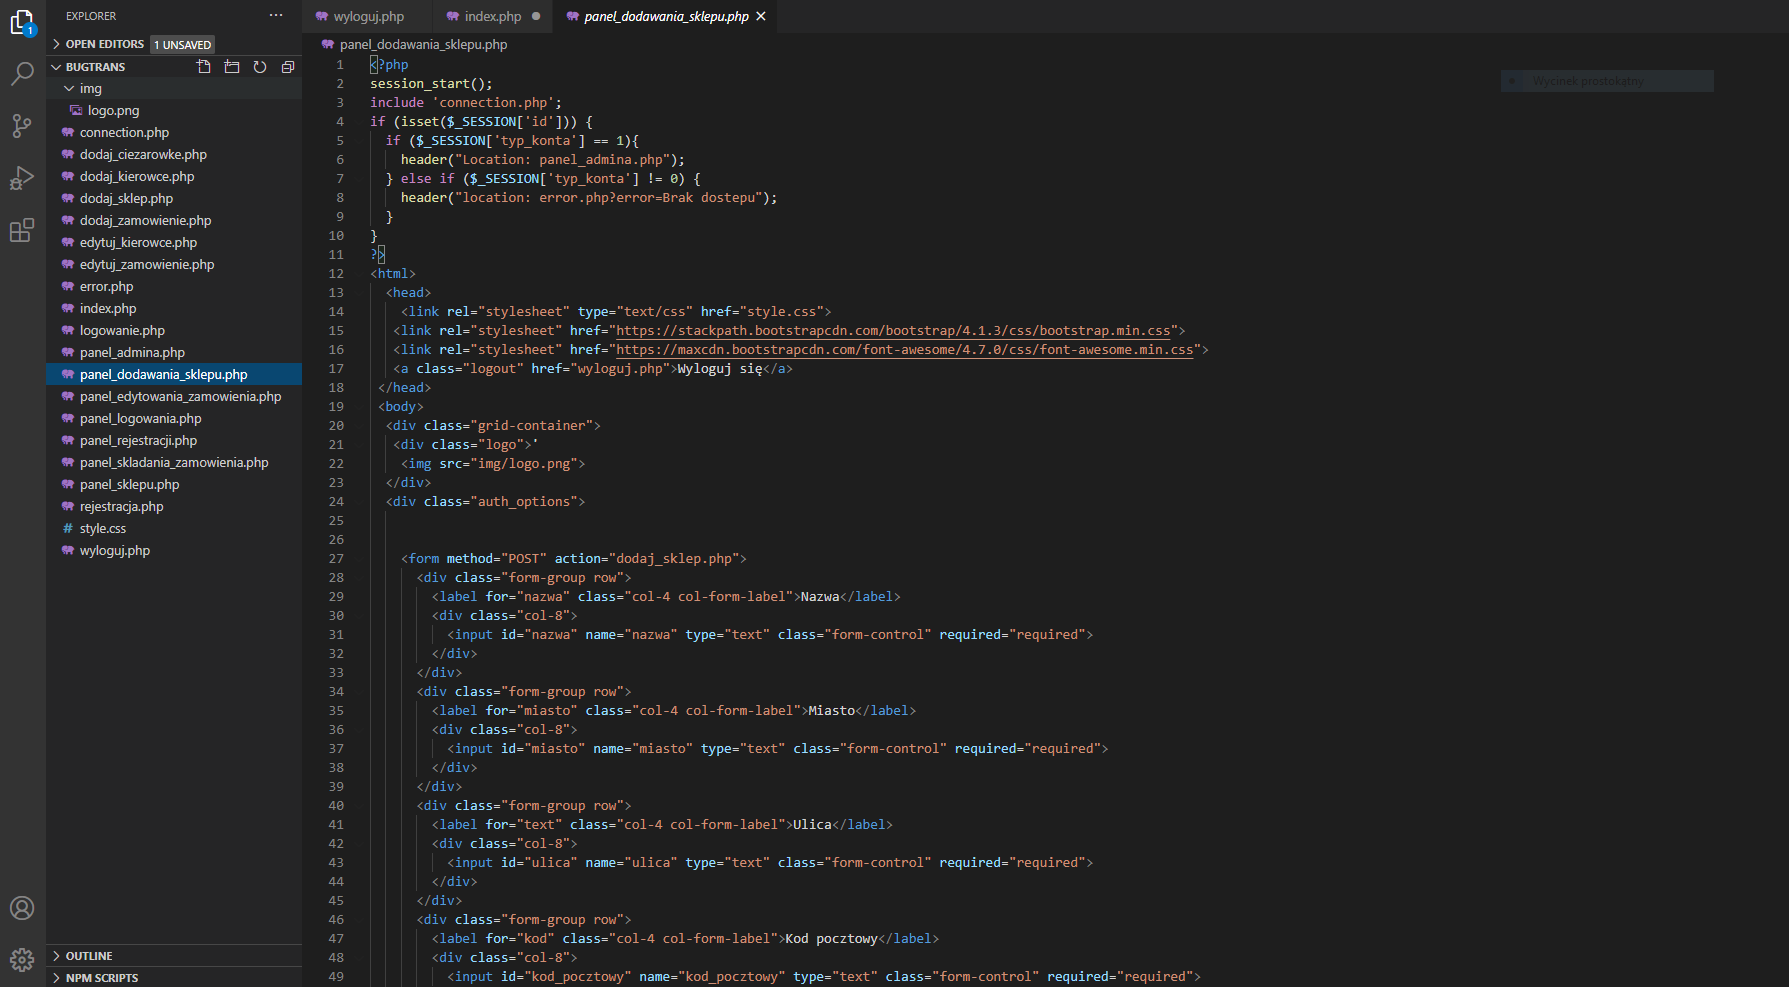 EXPLORER
OPEN EDITORS 1 UNSAVED
BUGTRANS
img
logo.png
connection.php
dodaj_ciezarowke.php
dodaj_kierowce.php
dodaj_sklep.php
dodaj_zamowienie.php
edytuj_kierowce.php
edytuj_zamowienie.php
error.php
index.php
logowanie.php
panel_admina.php
panel_dodawania_sklepu.php
panel_edytowania_zamowienia.php
panel_logowania.php
panel_rejestracji.php
panel_skladania_zamowienia.php
panel_sklepu.php
rejestracja.php
# style.css
wyloguj.php
OUTLINE
NPM SCRIPTS
1
wyloguj.php index.php panel_dodawania_sklepu.php
panel_dodawania_sklepu.php
Wycinek prostokątny
1 <?php
2 session_start();
3 include 'connection.php';
4 if (isset($_SESSION['id'])) {
5 if ($_SESSION['typ_konta'] == 1){
6 header("Location: panel_admina.php");
7 } else if ($_SESSION['typ_konta'] != 0) {
8 header("location: error.php?error=Brak dostepu");
9 }
10 }
11 ?>
12 <html>
13 <head>
14 <link rel="stylesheet" type="text/css" href="style.css">
15 <link rel="stylesheet" href="https://stackpath.bootstrapcdn.com/bootstrap/4.1.3/css/bootstrap.min.css">
16 <link rel="stylesheet" href="https://maxcdn.bootstrapcdn.com/font-awesome/4.7.0/css/font-awesome.min.css">
17 <a class="logout" href="wyloguj.php">Wyloguj się</a>
18 </head>
19 <body>
20 <div class="grid-container">
21 <div class="logo">'
22 <img src="img/logo.png">
23 </div>
24 <div class="auth_options">
25
26
27 <form method="POST" action="dodaj_sklep.php">
28 <div class="form-group row">
29 <label for="nazwa" class="col-4 col-form-label">Nazwa</label>
30 <div class="col-8">
31 <input id="nazwa" name="nazwa" type="text" class="form-control" required="required">
32 </div>
33 </div>
34 <div class="form-group row">
35 <label for="miasto" class="col-4 col-form-label">Miasto</label>
36 <div class="col-8">
37 <input id="miasto" name="miasto" type="text" class="form-control" required="required">
38 </div>
39 </div>
40 <div class="form-group row">
41 <label for="text" class="col-4 col-form-label">Ulica</label>
42 <div class="col-8">
43 <input id="ulica" name="ulica" type="text" class="form-control" required="required">
44 </div>
45 </div>
46 <div class="form-group row">
47 <label for="kod" class="col-4 col-form-label">Kod pocztowy</label>
48 <div class="col-8">
49 <input id="kod_pocztowy" name="kod_pocztowy" type="text" class="form-control" required="required">